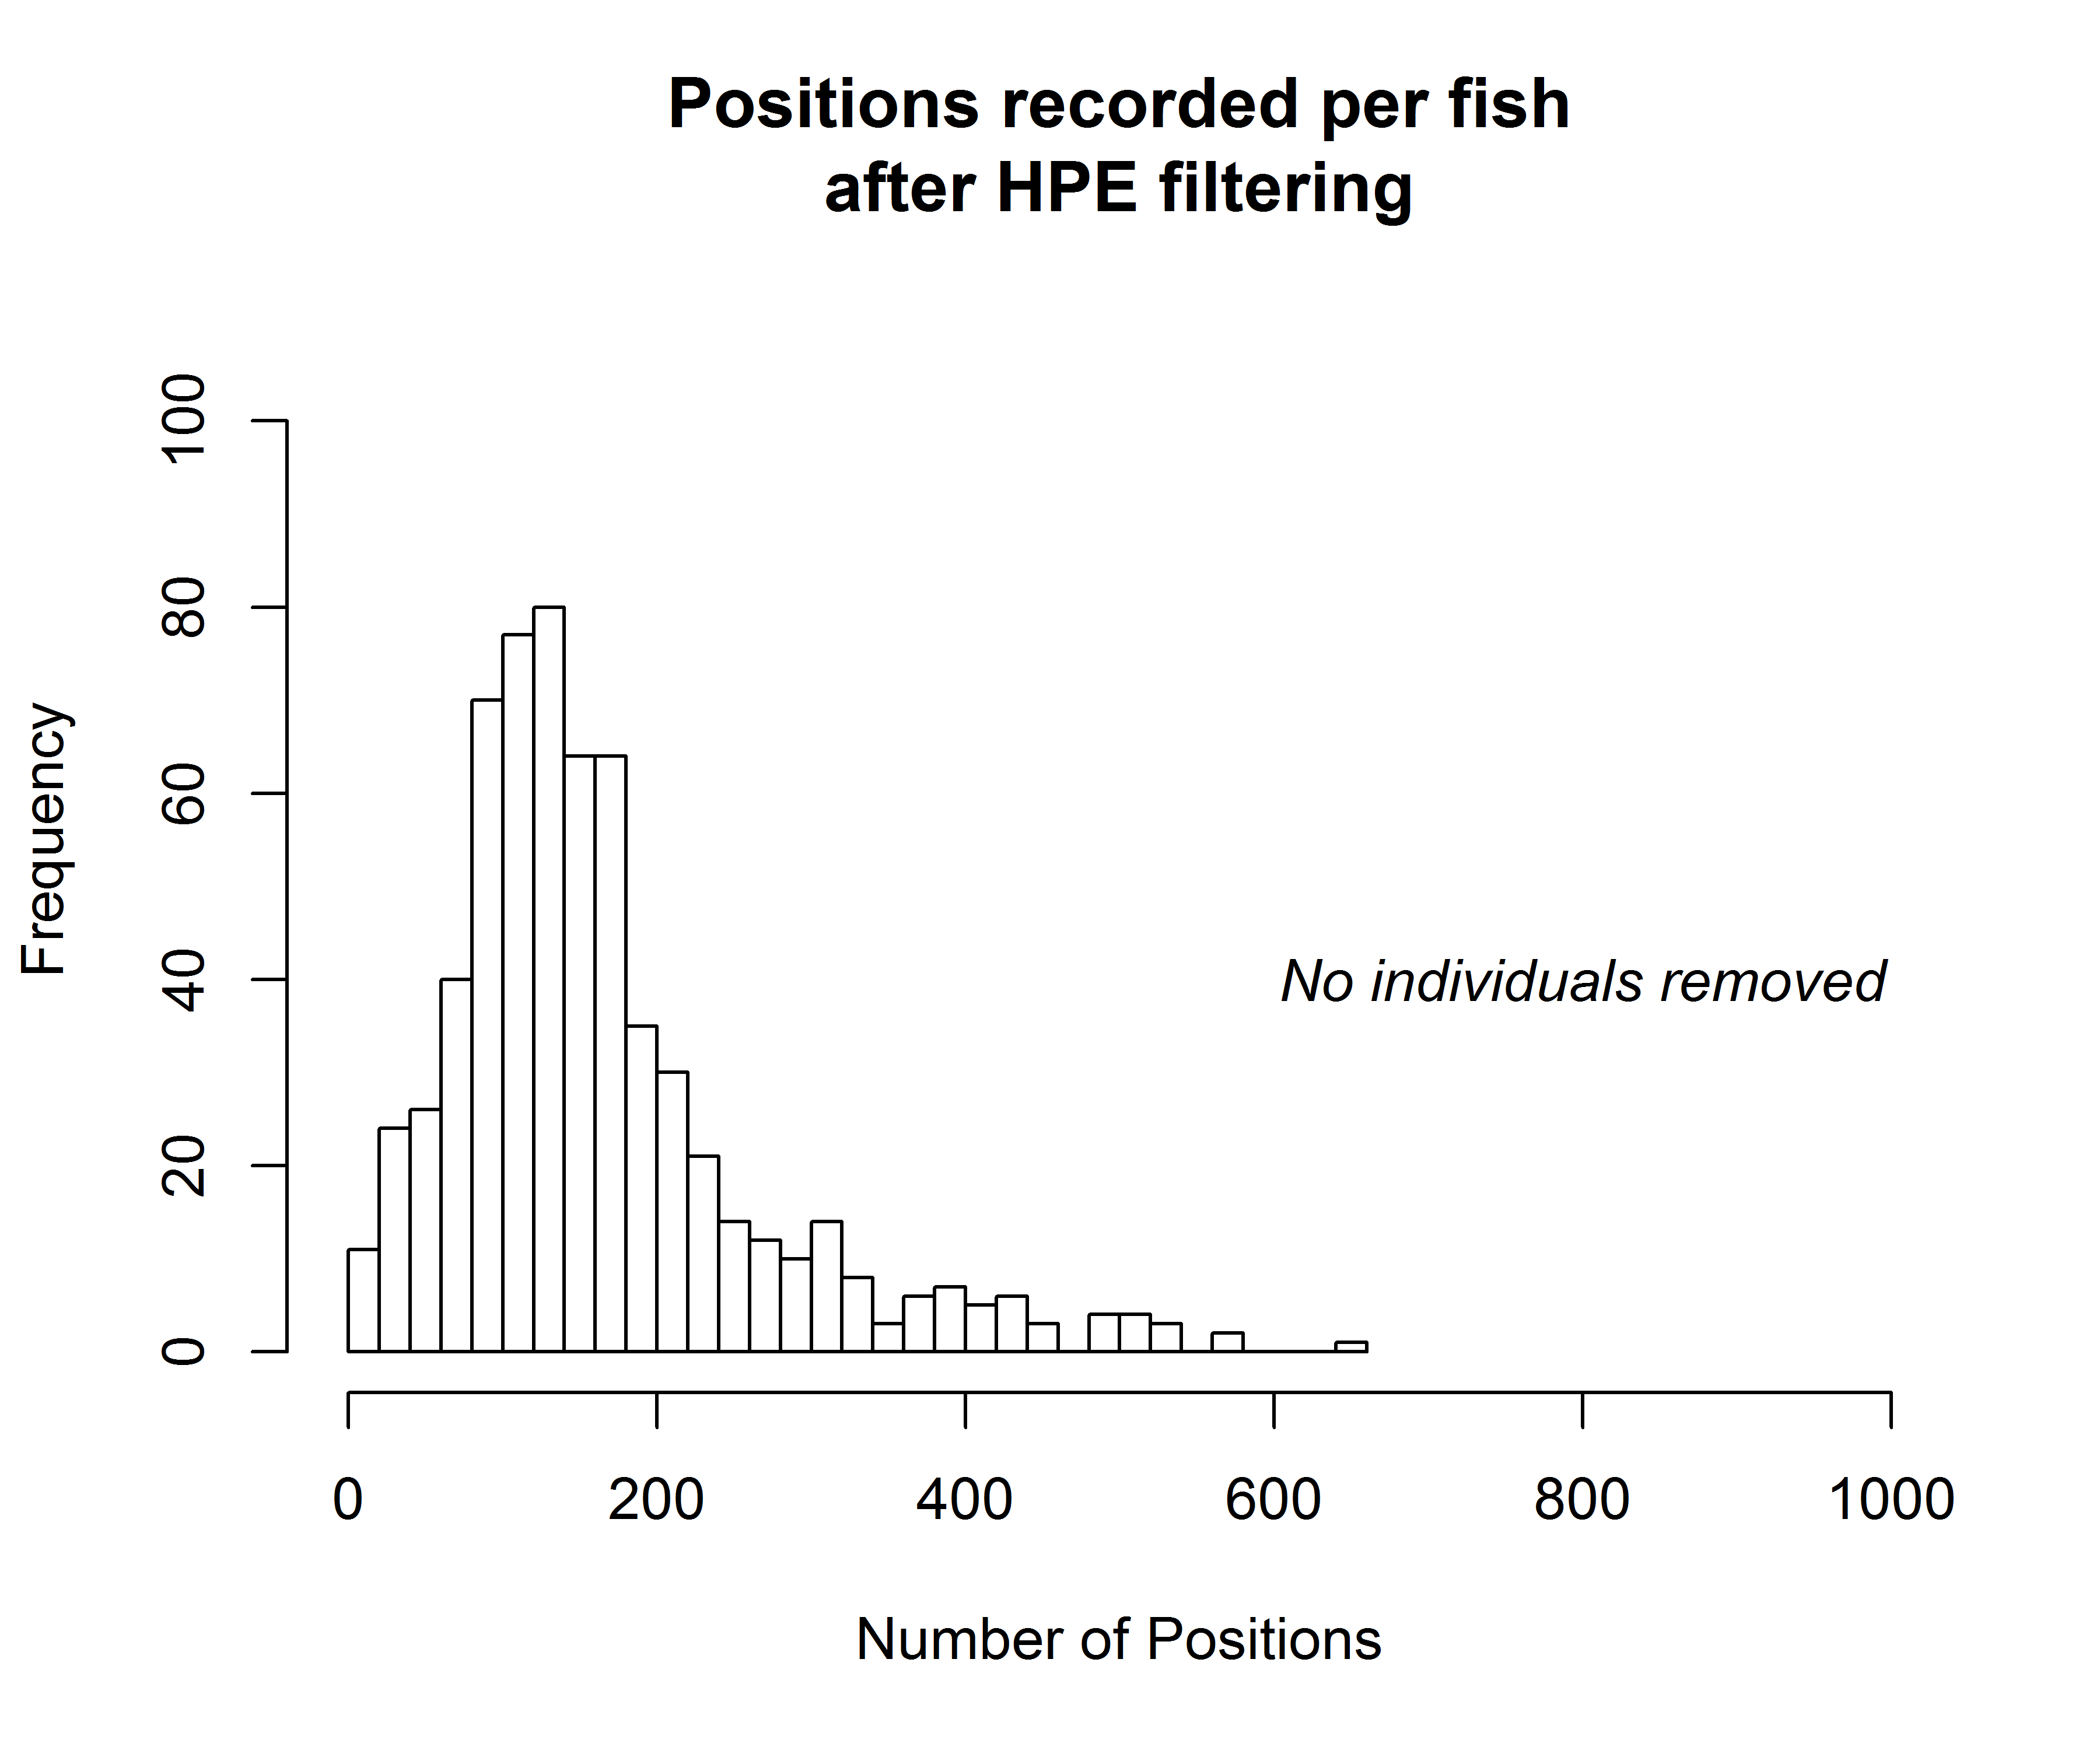 Positions recorded per fish
after HPE filtering
100
80
60
40
20
0
Frequency
No individuals removed
0 200 400 600 800 1000
Number of Positions